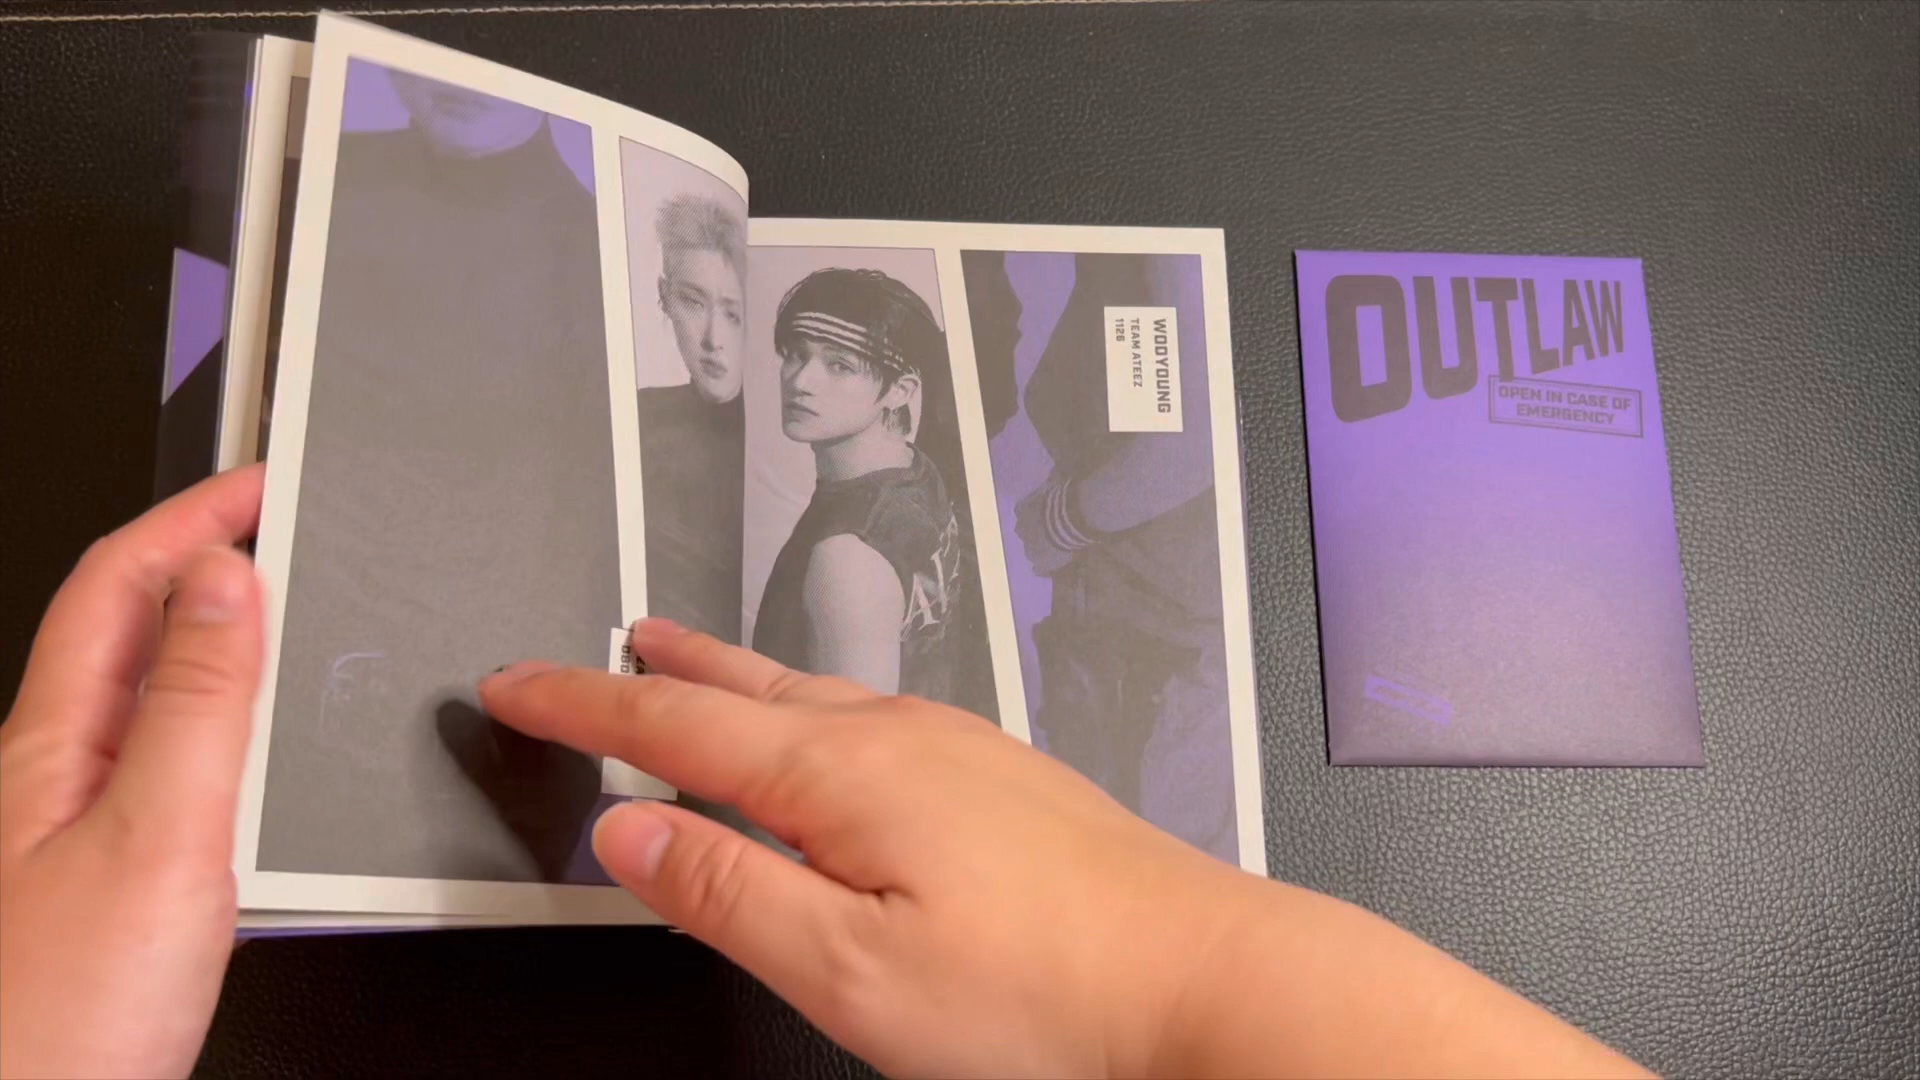 WOOYOUNG
TEAM ATEEZ
1126
OUTLAW
OPEN IN CASE OF
EMERGENCY